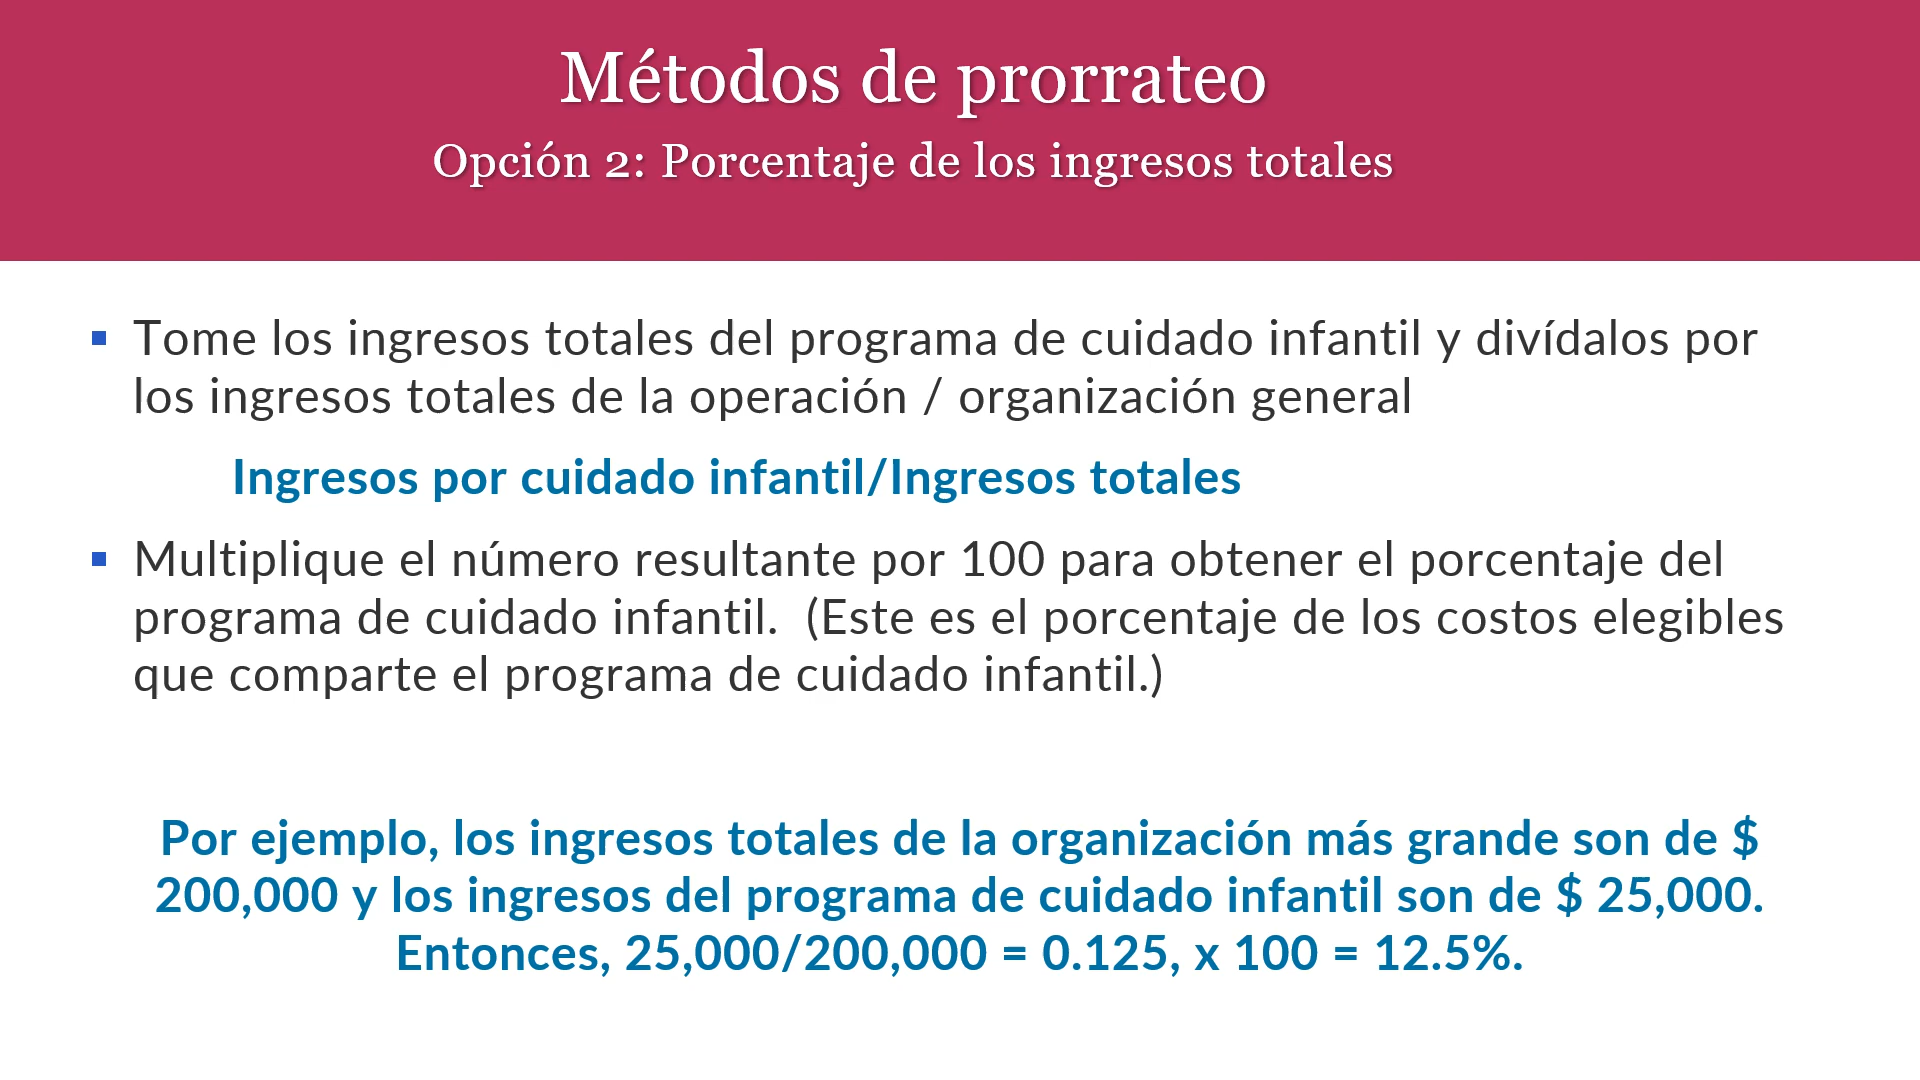 Métodos de prorrateo
Opción 2: Porcentaje de los ingresos totales
▪ Tome los ingresos totales del programa de cuidado infantil y divídalos por
los ingresos totales de la operación / organización general
Ingresos por cuidado infantil/Ingresos totales
▪ Multiplique el número resultante por 100 para obtener el porcentaje del
programa de cuidado infantil.  (Este es el porcentaje de los costos elegibles
que comparte el programa de cuidado infantil.)
Por ejemplo, los ingresos totales de la organización más grande son de $
200,000 y los ingresos del programa de cuidado infantil son de $ 25,000.
Entonces, 25,000/200,000 = 0.125, x 100 = 12.5%.